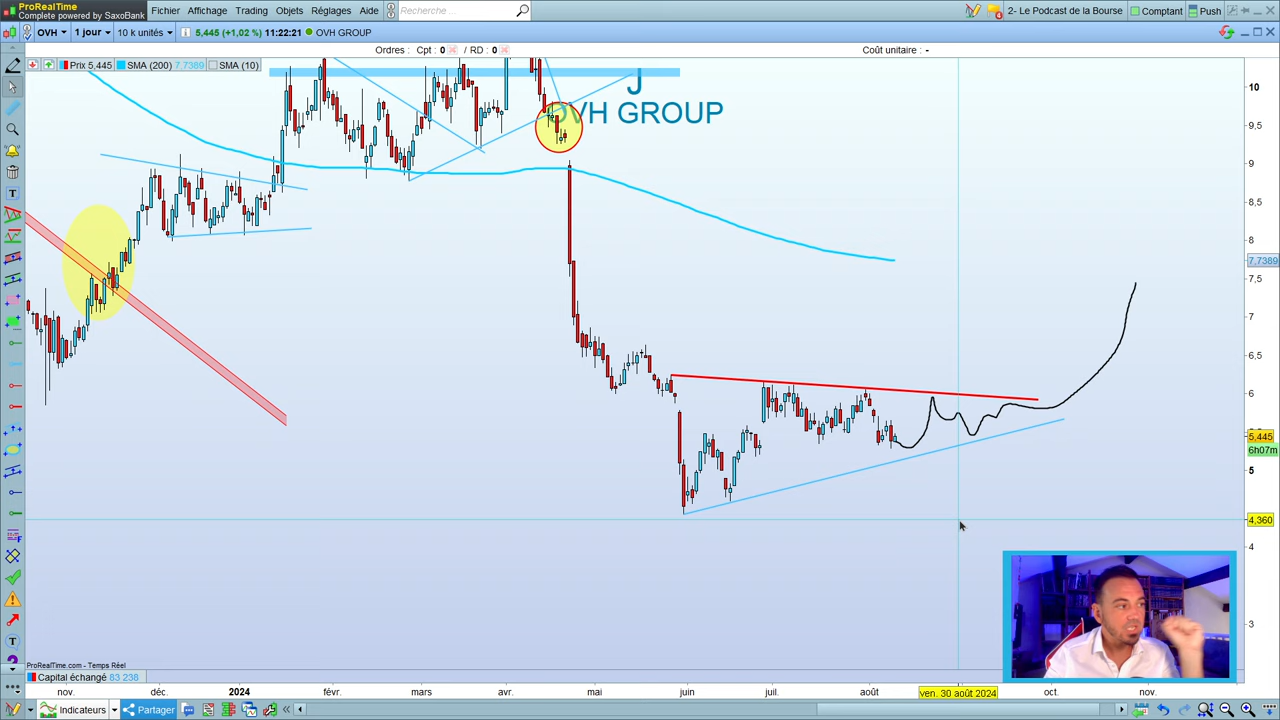 ProRealTime
Complete powered by SaxoBank
Fichier Affichage Trading Objets Réglages Aide
Recherche...
2- Le Podcast de la Bourse Comptant Push
OVH 1 jour 10 k unités 5,445 (+1,02 %) 11:22:21 OVH GROUP
Ordres : Cpt : 0 / RD : 0 Coût unitaire : -
Prix 5,445 SMA (200) 7,7389 SMA (10)
J
OVH GROUP
10
9.5
9
8.5
8
7,7389
7.5
7
6.5
6
5,445
6h07m
5
4,360
4
3
ProRealTime.com - Temps Réel
Capital échangé 83 238
nov. déc. 2024 févr. mars avr. mai juin juil. août ven. 30 août 2024 oct. nov.
Indicateurs Partager